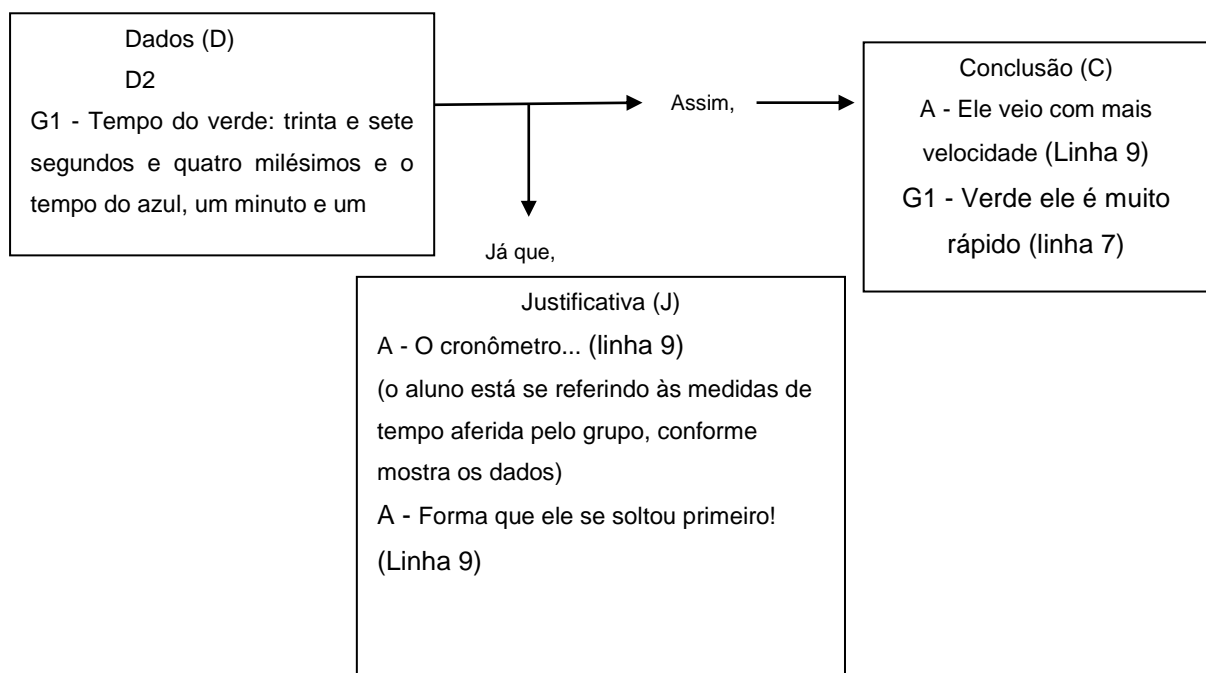 Dados (D)
D2
G1 - Tempo do verde: trinta e sete
segundos e quatro milésimos e o
tempo do azul, um minuto e um
Assim,
Conclusão (C)
A - Ele veio com mais
velocidade (Linha 9)
G1 - Verde ele é muito
rápido (linha 7)
Já que,
Justificativa (J)
A - O cronômetro... (linha 9)
(o aluno está se referindo às medidas de
tempo aferida pelo grupo, conforme
mostra os dados)
A - Forma que ele se soltou primeiro!
(Linha 9)